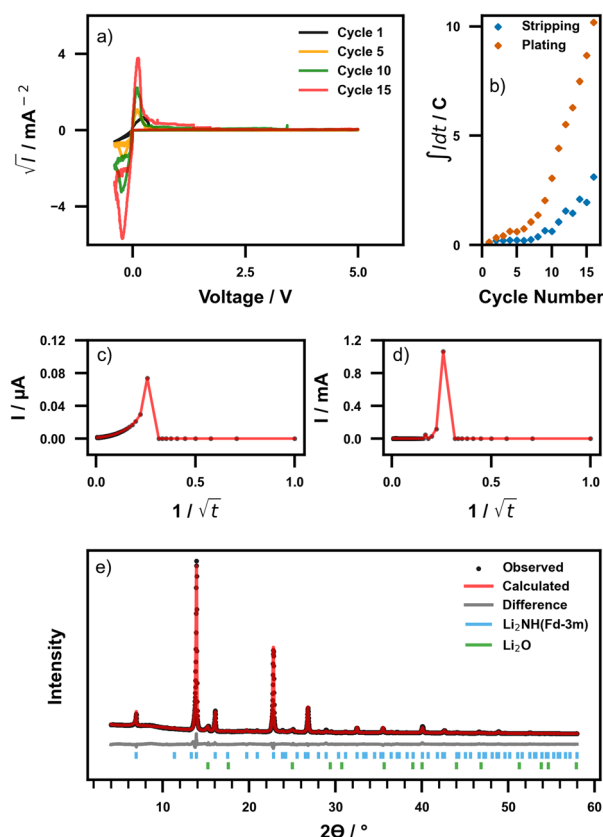 a)
Cycle 1
Cycle 5
Cycle 10
Cycle 15
4
0
−4
√I / mA⁻²
0.0 2.5 5.0
Voltage / V
b)
Stripping
Plating
10
5
0
∫Idt / C
0 5 10 15
Cycle Number
c)
0.12
0.08
0.04
0.00
I / µA
0.0 0.5 1.0
1 / √t
d)
1.2
0.8
0.4
0.0
I / mA
0.0 0.5 1.0
1 / √t
e)
Observed
Calculated
Difference
Li₂NH(Fd-3m)
Li₂O
Intensity
10 20 30 40 50 60
2Θ / °